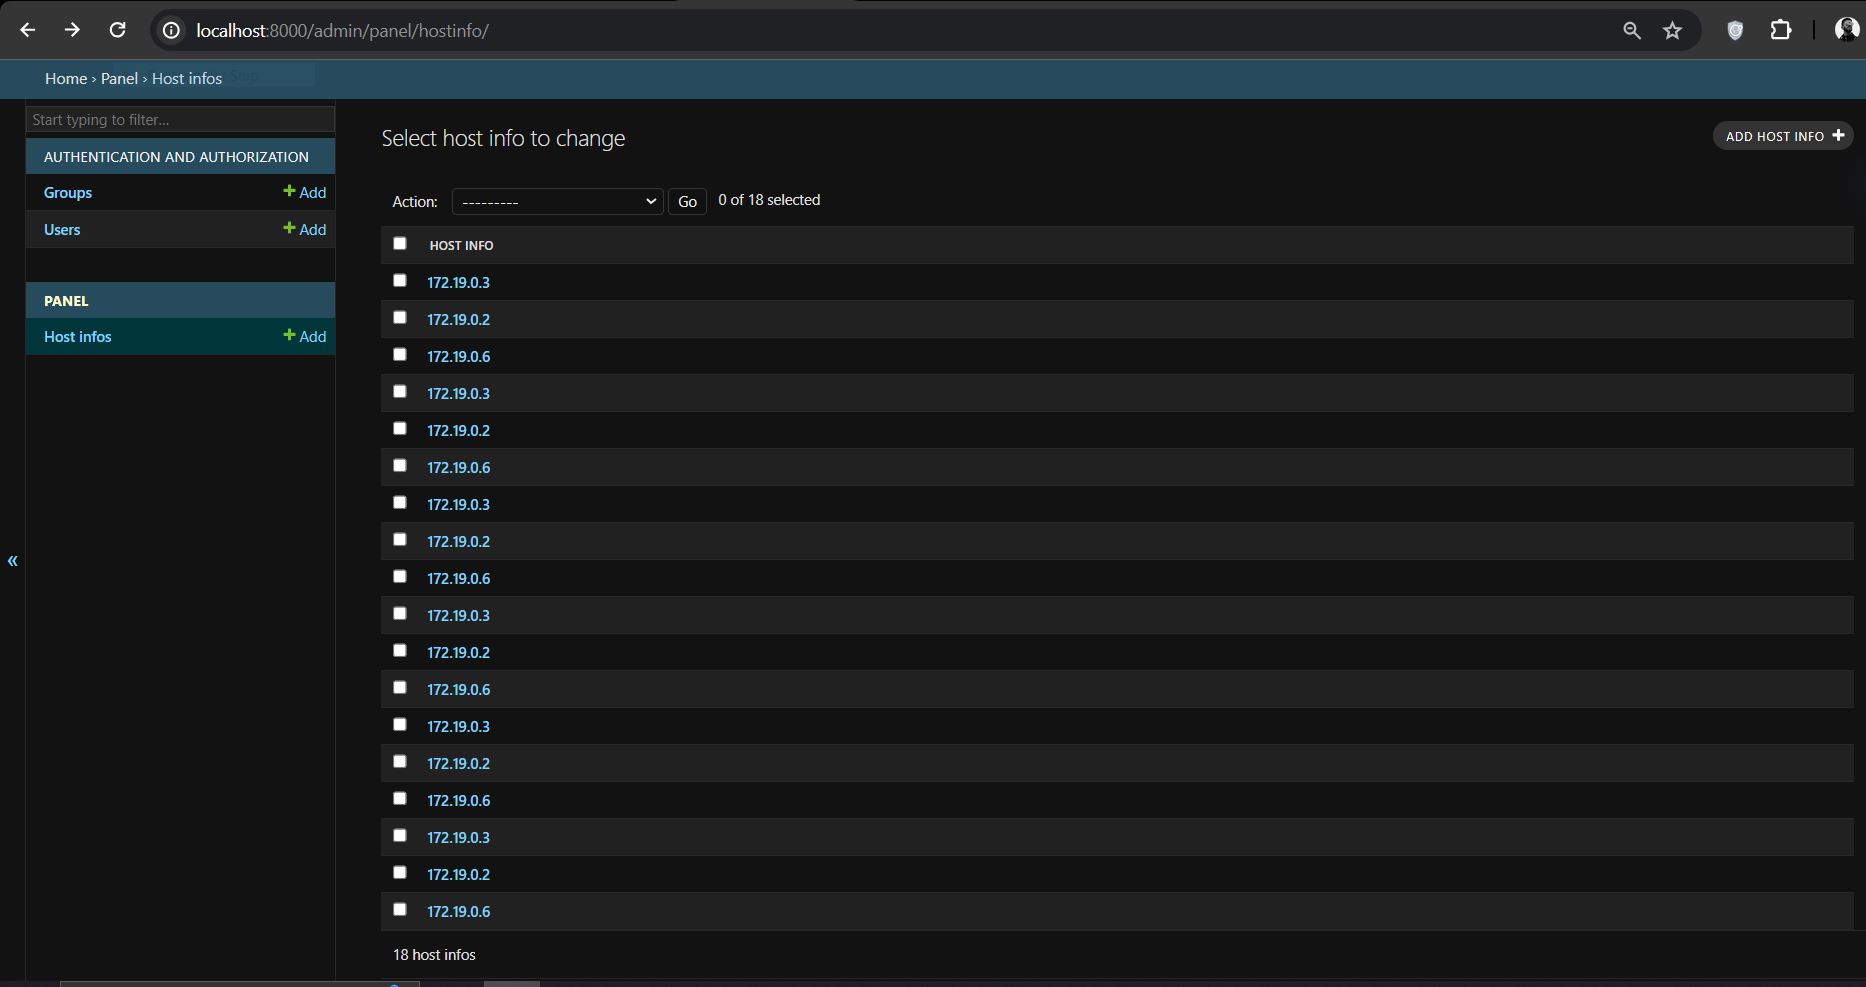 localhost:8000/admin/panel/hostinfo/
Home › Panel › Host infos
Start typing to filter...
AUTHENTICATION AND AUTHORIZATION
Groups + Add
Users + Add
PANEL
Host infos + Add
«
Select host info to change
ADD HOST INFO +
Action: --------- Go 0 of 18 selected
HOST INFO
172.19.0.3
172.19.0.2
172.19.0.6
172.19.0.3
172.19.0.2
172.19.0.6
172.19.0.3
172.19.0.2
172.19.0.6
172.19.0.3
172.19.0.2
172.19.0.6
172.19.0.3
172.19.0.2
172.19.0.6
172.19.0.3
172.19.0.2
172.19.0.6
18 host infos